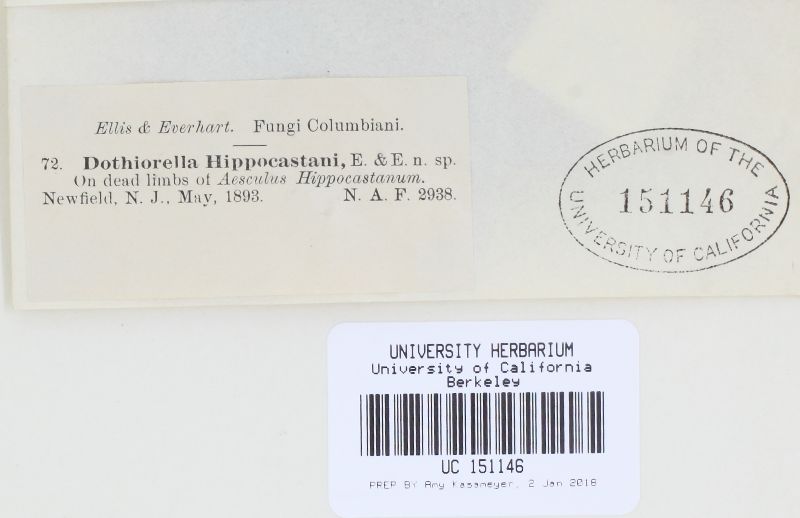 Ellis & Everhart. Fungi Columbiani.
72. Dothiorella Hippocastani, E. & E. n. sp.
On dead limbs of Aesculus Hippocastanum.
Newfield, N. J., May, 1893. N. A. F. 2938.
HERBARIUM OF THE
151146
UNIVERSITY OF CALIFORNIA
UNIVERSITY HERBARIUM
University of California
Berkeley
UC 151146
PREP BY Amy Kasameyer, 2 Jan 2018